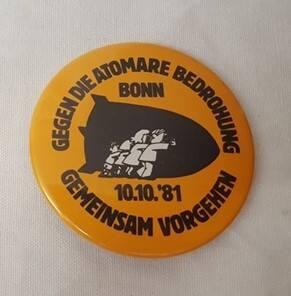 GEGEN DIE ATOMARE BEDROHUNG
BONN
10.10.'81
GEMEINSAM VORGEHEN